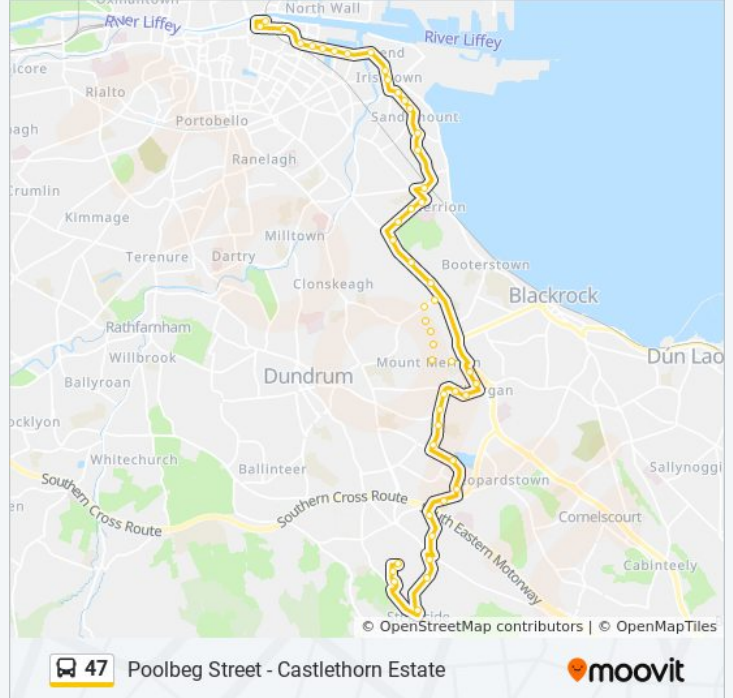 North Wall
River Liffey
River Liffey
Rialto
Portobello
Ranelagh
Kimmage
Milltown
Terenure
Dartry
Clonskeagh
Booterstown
Blackrock
Rathfarnham
Willbrook
Mount
Dún Lao
Dundrum
Ballyroan
Whitechurch
Ballinteer
Sallynoggi
Southern Cross Route
Southern Cross Route
Cornelscourt
Cabinteely
© OpenStreetMap contributors | © OpenMapTiles
47 Poolbeg Street - Castlethorn Estate
moovit